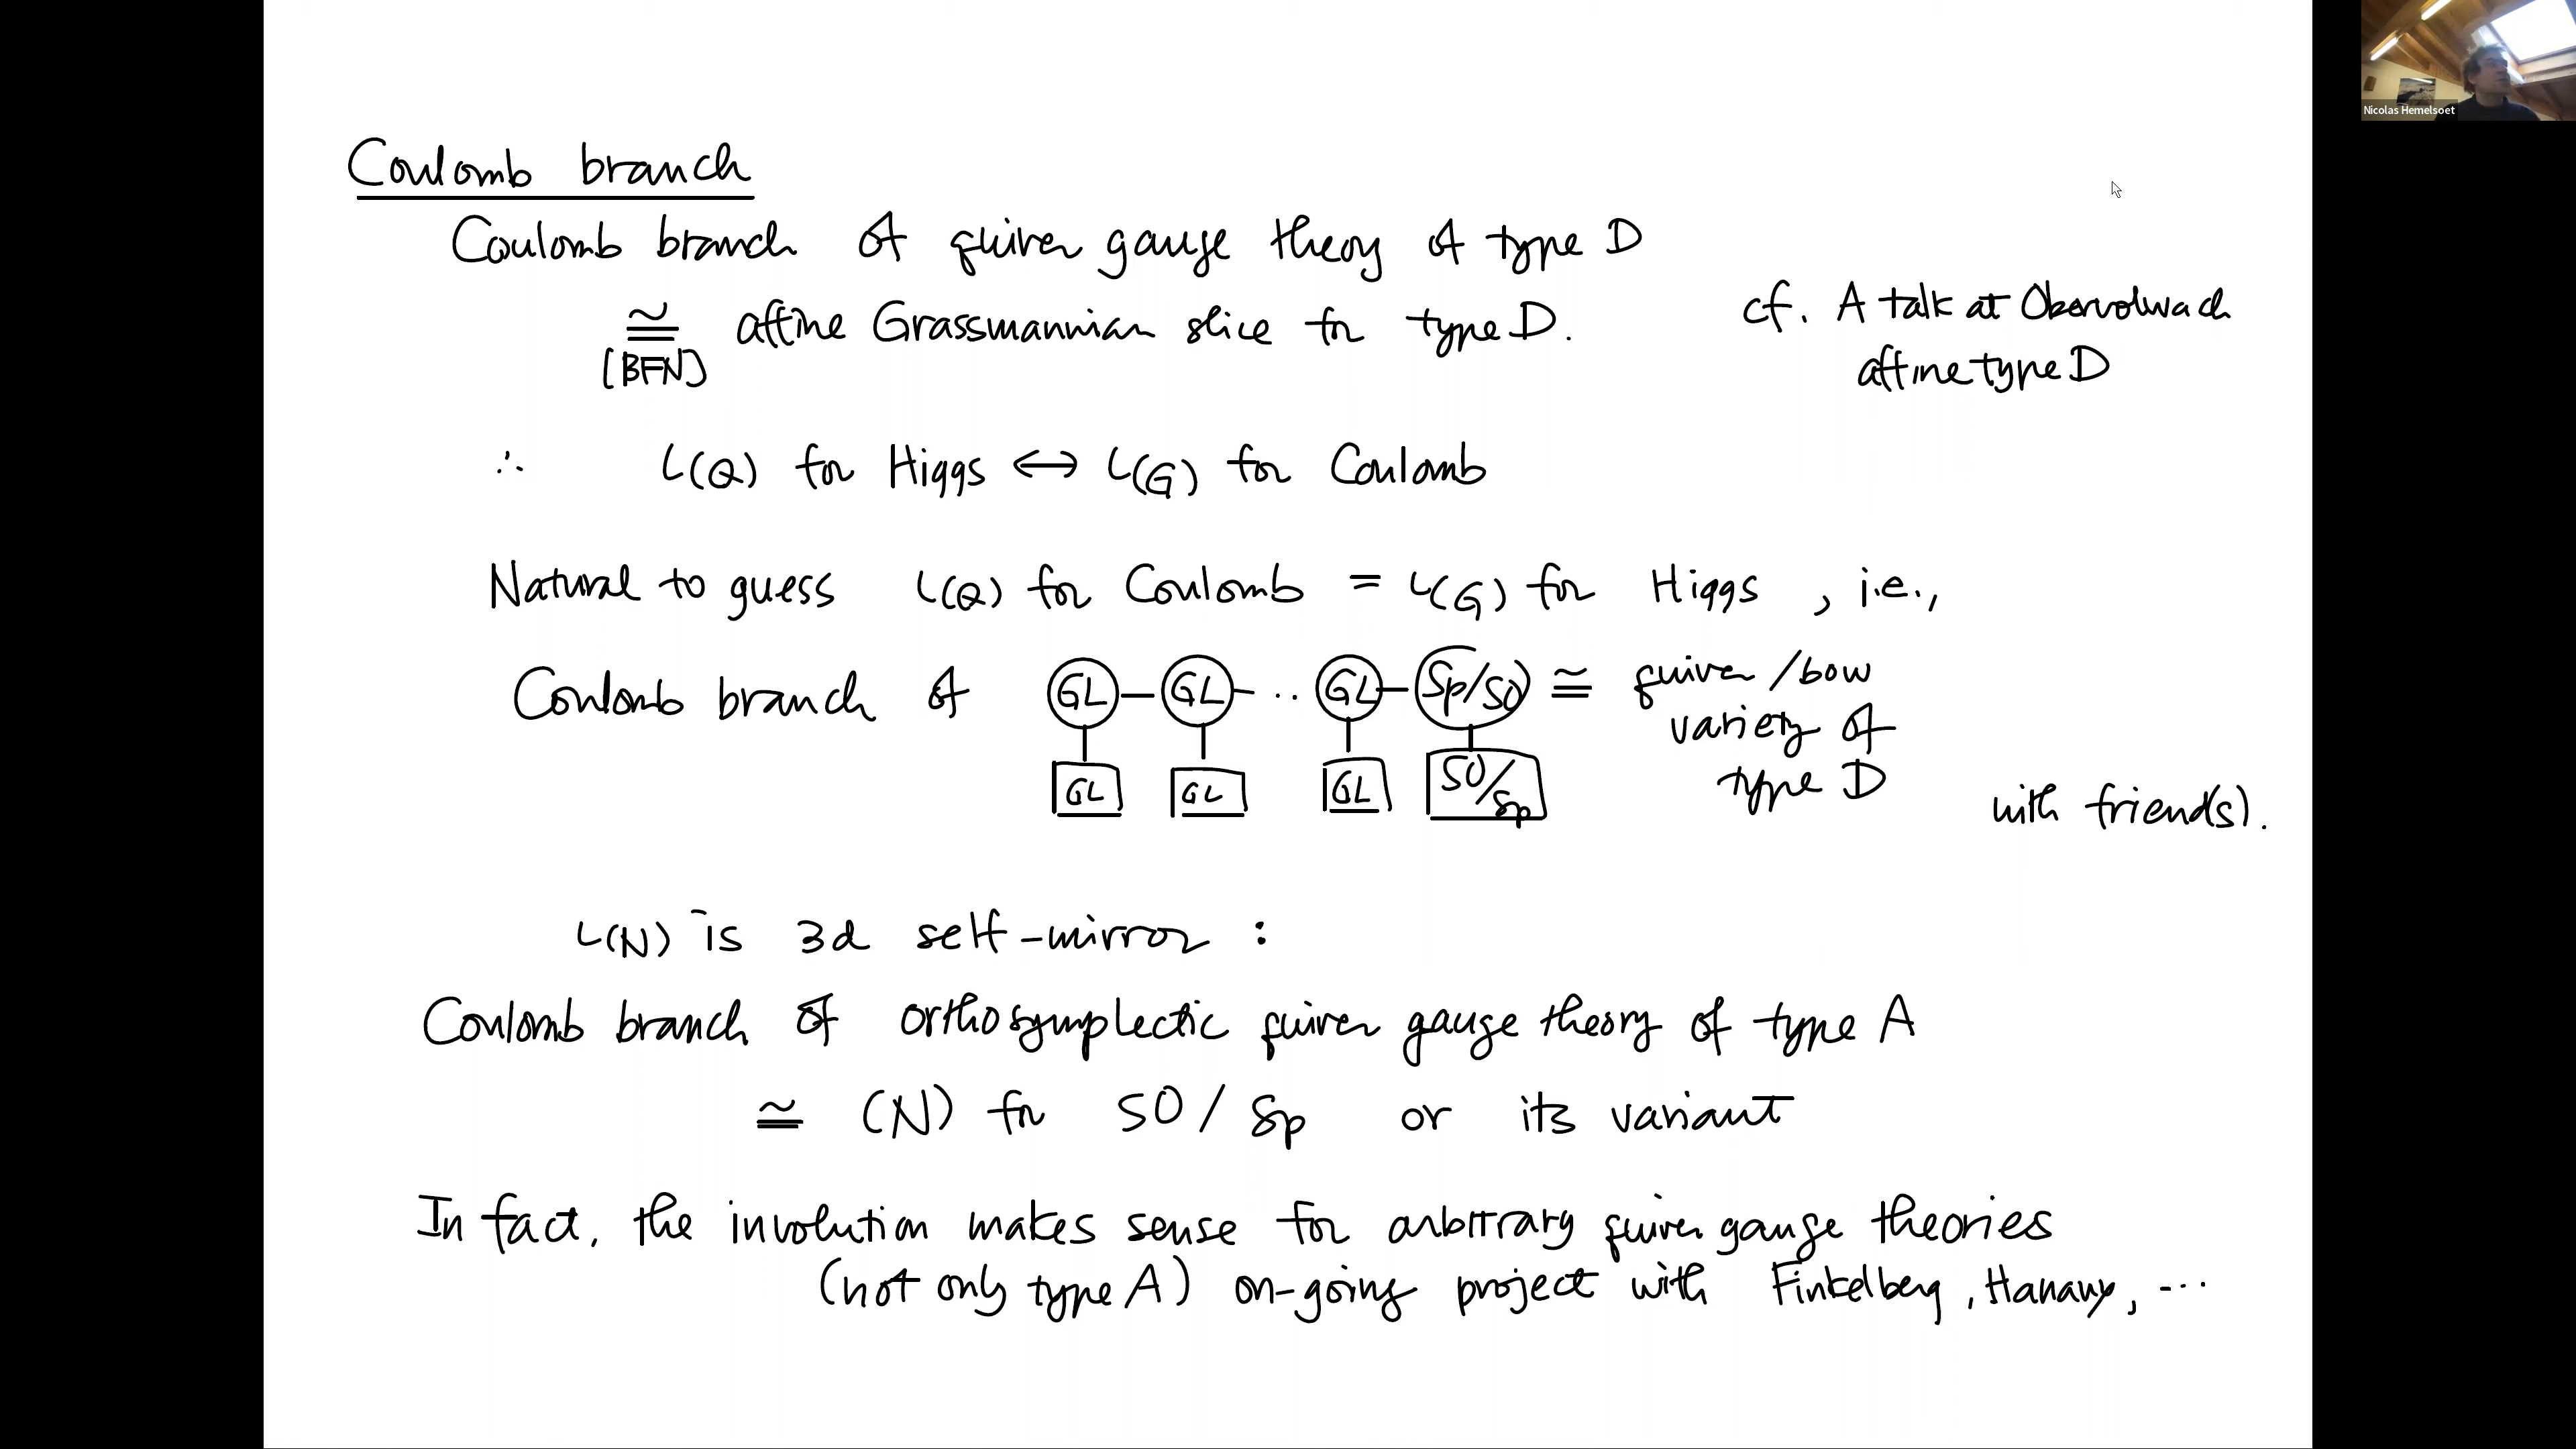 Nicolas Hemelsoet
Coulomb branch
Coulomb branch of quiver gauge theory of type D
≅ affine Grassmannian slice for type D.
[BFN]
cf. A talk at Oberwolwach
affine type D
∴ ι(Q) for Higgs ↔ ι(G) for Coulomb
Natural to guess ι(Q) for Coulomb = ι(G) for Higgs, i.e.,
Coulomb branch of GL — GL — ·· GL — Sp/SO ≅ quiver/bow
variety of
type D
GL GL GL SO/Sp
with friend(s).
ι(N) is 3d self-mirror :
Coulomb branch of orthosymplectic quiver gauge theory of type A
≅ (N) for SO/Sp or its variant
In fact, the involution makes sense for arbitrary quiver gauge theories
(not only type A) on-going project with Finkelberg, Hanany, ...